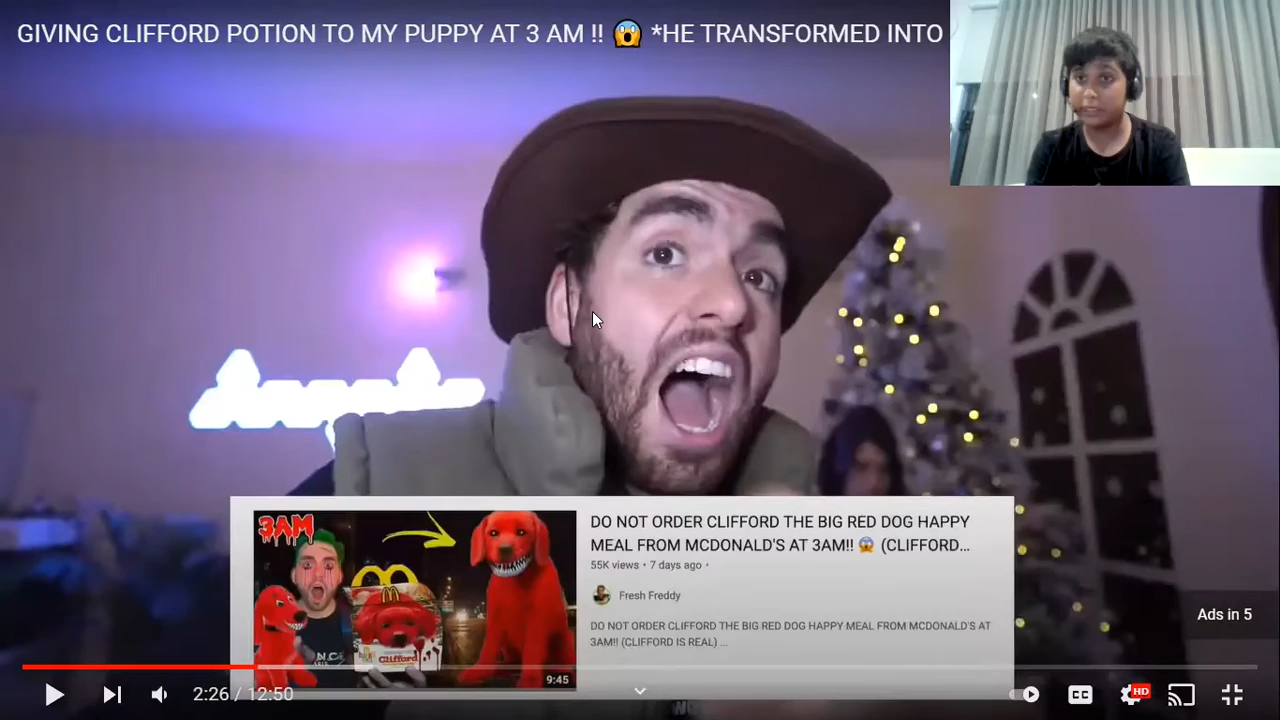 GIVING CLIFFORD POTION TO MY PUPPY AT 3 AM !! 😱 *HE TRANSFORMED INTO
3AM
Clifford
9:45
DO NOT ORDER CLIFFORD THE BIG RED DOG HAPPY
MEAL FROM MCDONALD'S AT 3AM!! 😱 (CLIFFORD...
55K views • 7 days ago •
Fresh Freddy
DO NOT ORDER CLIFFORD THE BIG RED DOG HAPPY MEAL FROM MCDONALD'S AT
3AM!! (CLIFFORD IS REAL) ...
Ads in 5
2:26 / 12:50
CC
HD